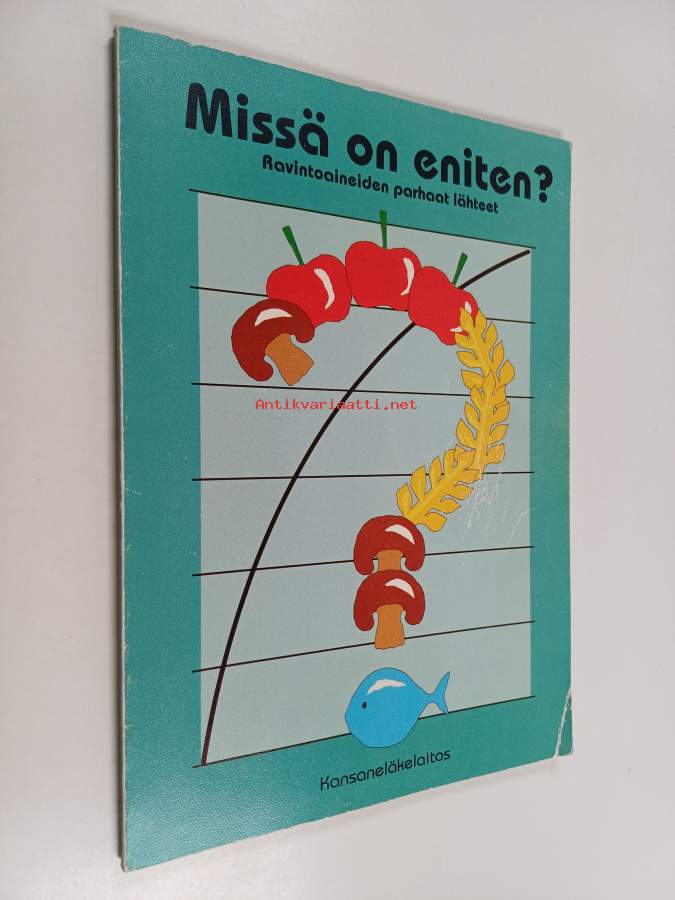 Missä on eniten?
Ravintoaineiden parhaat lähteet
Antikvariaatti.net
Kansaneläkelaitos